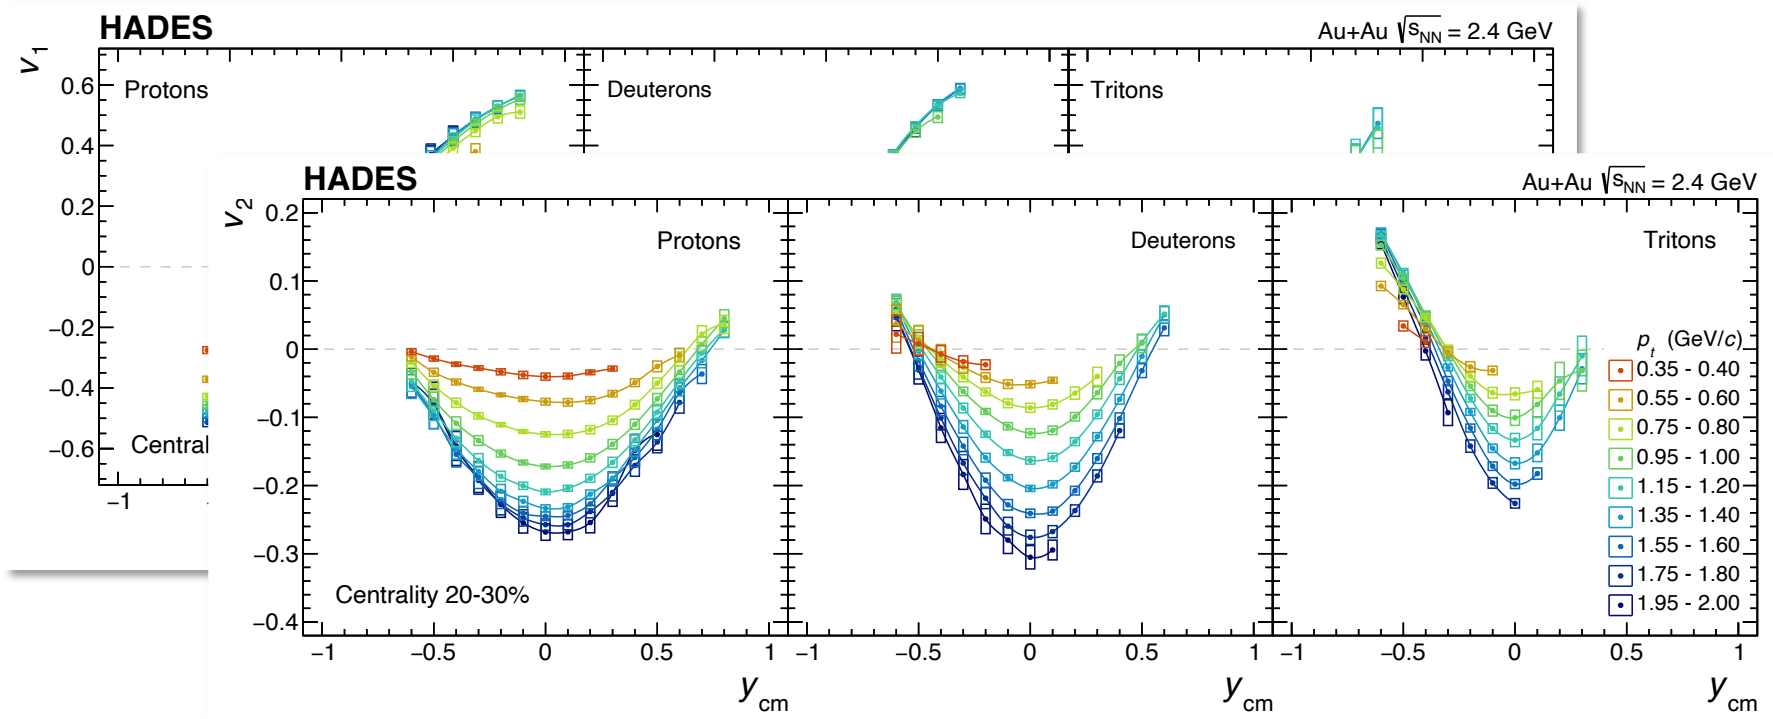 HADES
Au+Au √sNN = 2.4 GeV
v1
Protons
Deuterons
Tritons
0.6
0.4
0.2
0
−0.2
−0.4
−0.6
Central
−1
HADES
Au+Au √sNN = 2.4 GeV
v2
Protons
Deuterons
Tritons
0.2
0.1
0
−0.1
−0.2
−0.3
−0.4
Centrality 20-30%
pt (GeV/c)
0.35 - 0.40
0.55 - 0.60
0.75 - 0.80
0.95 - 1.00
1.15 - 1.20
1.35 - 1.40
1.55 - 1.60
1.75 - 1.80
1.95 - 2.00
−1 −0.5 0 0.5 1 −1 −0.5 0 0.5 −1 −0.5 0 0.5 1
ycm ycm ycm